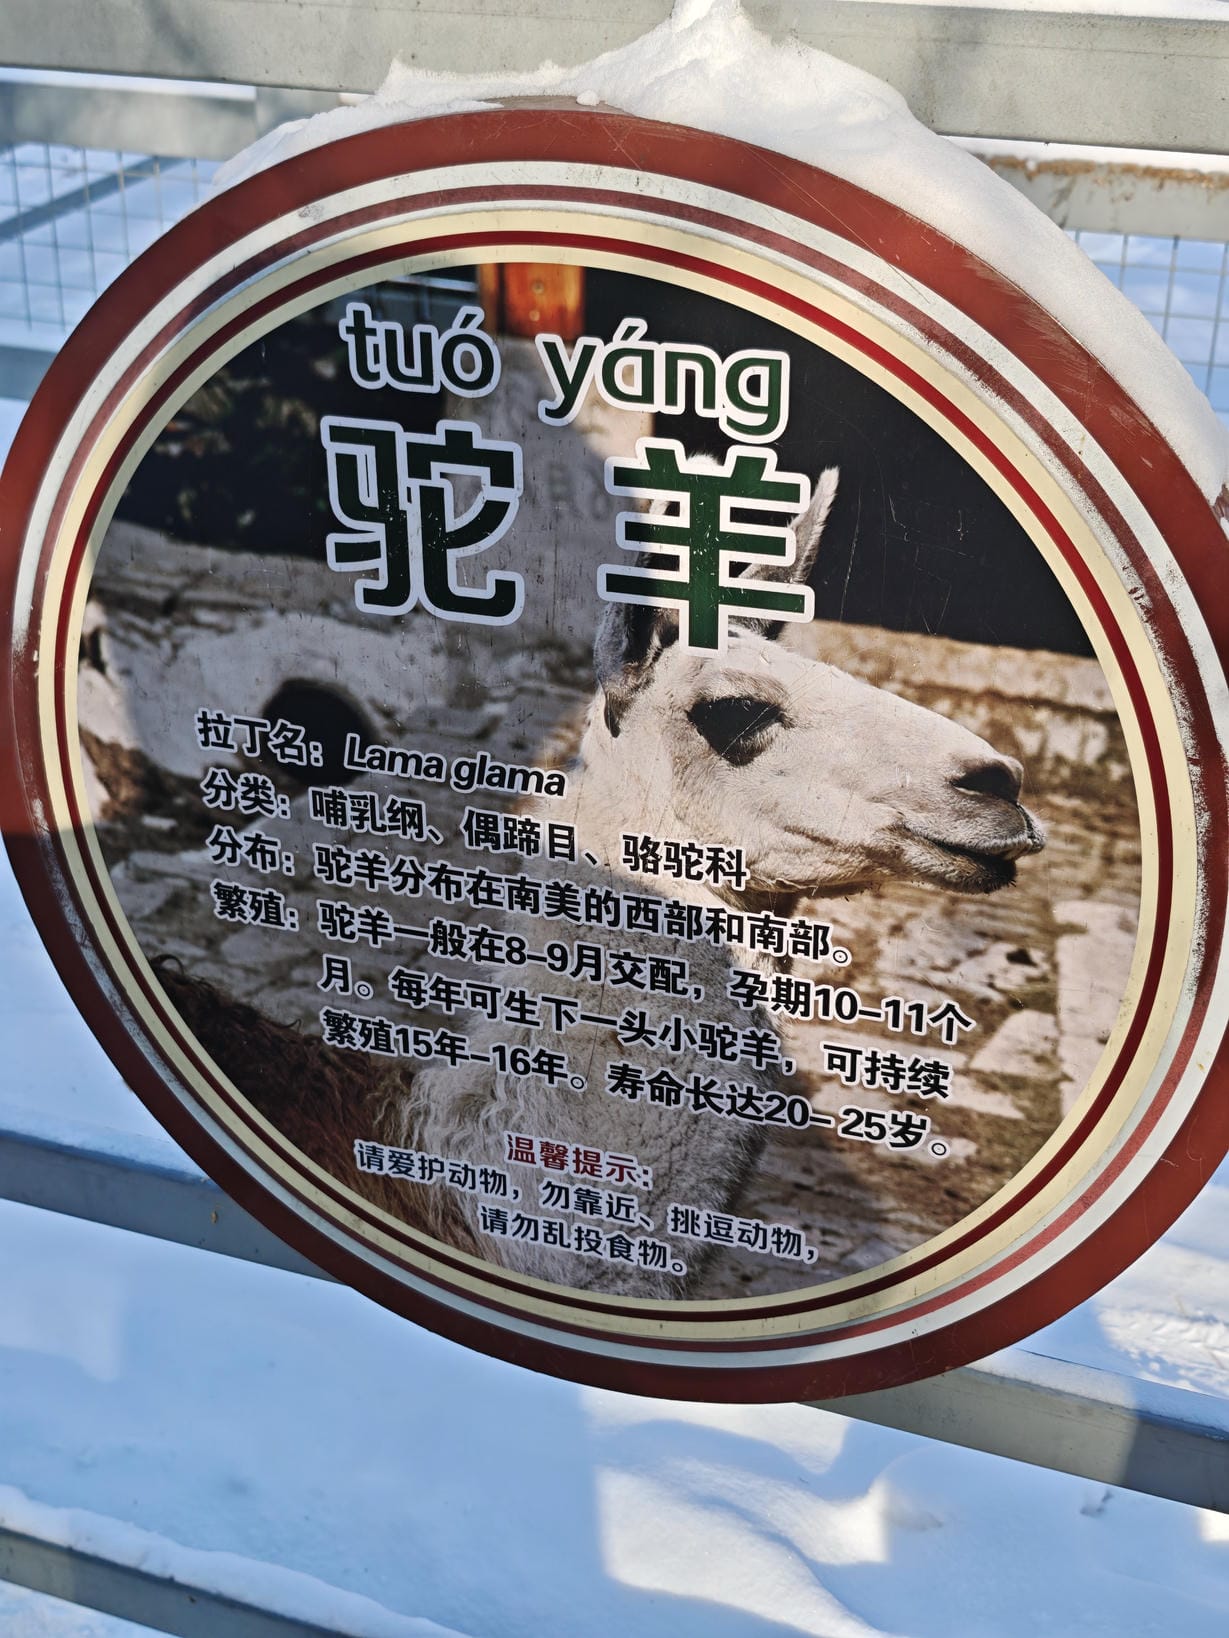 tuó yáng
驼羊
拉丁名：Lama glama
分类：哺乳纲、偶蹄目、骆驼科
分布：驼羊分布在南美的西部和南部。
繁殖：驼羊一般在8–9月交配，孕期10–11个
月。每年可生下一头小驼羊，可持续
繁殖15年–16年。寿命长达20–25岁。
温馨提示：
请爱护动物，勿靠近、挑逗动物，
请勿乱投食物。